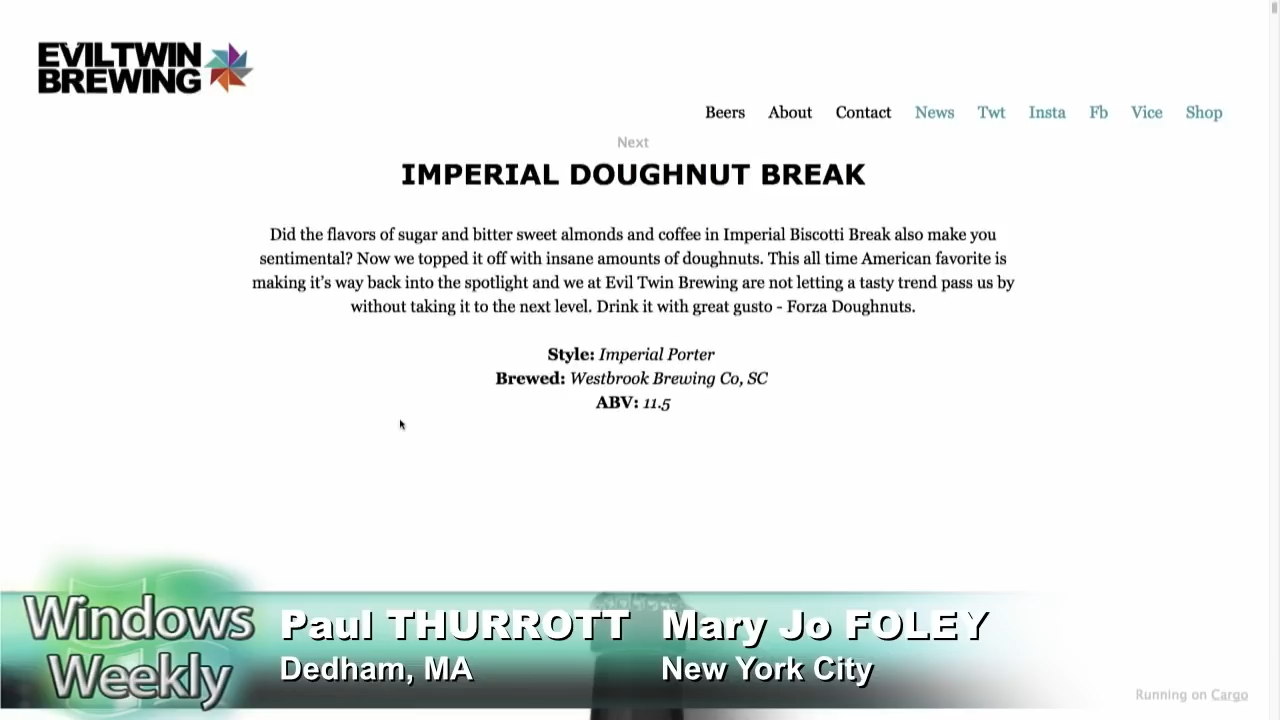 EVILTWIN
BREWING
Beers About Contact News Twt Insta Fb Vice Shop
Next
IMPERIAL DOUGHNUT BREAK
Did the flavors of sugar and bitter sweet almonds and coffee in Imperial Biscotti Break also make you
sentimental? Now we topped it off with insane amounts of doughnuts. This all time American favorite is
making it's way back into the spotlight and we at Evil Twin Brewing are not letting a tasty trend pass us by
without taking it to the next level. Drink it with great gusto - Forza Doughnuts.
Style: Imperial Porter
Brewed: Westbrook Brewing Co, SC
ABV: 11.5
Windows
Weekly
Paul THURROTT Mary Jo FOLEY
Dedham, MA New York City
Running on Cargo